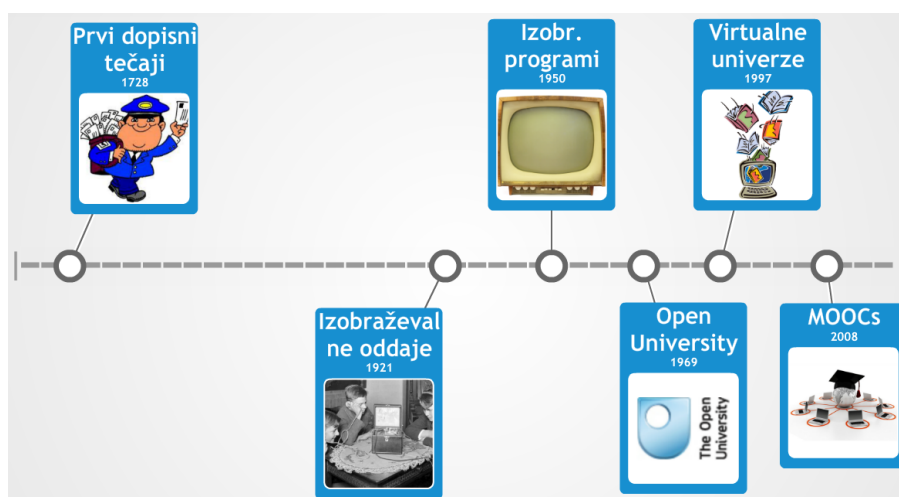 Prvi dopisni
tečaji
1728
Izobraževal
ne oddaje
1921
Izobr.
programi
1950
Open
University
1969
The Open
University
Virtualne
univerze
1997
MOOCs
2008